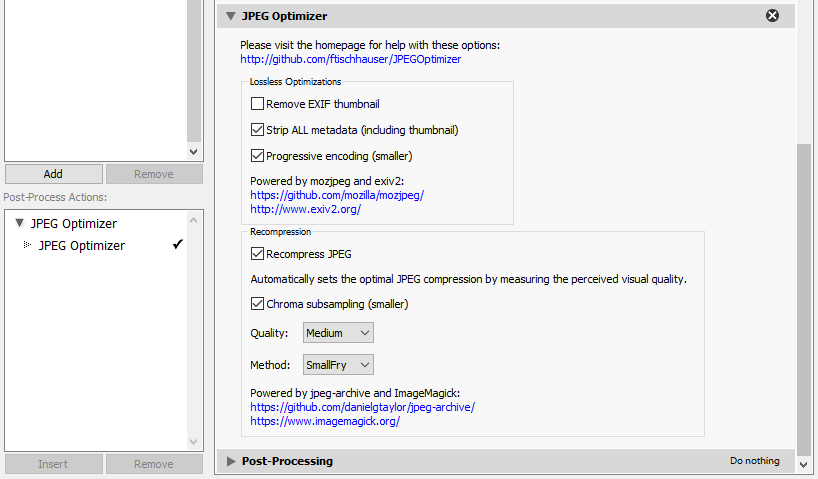 Add
Remove
Post-Process Actions:
JPEG Optimizer
JPEG Optimizer
Insert
Remove
JPEG Optimizer
Please visit the homepage for help with these options:
http://github.com/ftischhauser/JPEGOptimizer
Lossless Optimizations
Remove EXIF thumbnail
Strip ALL metadata (including thumbnail)
Progressive encoding (smaller)
Powered by mozjpeg and exiv2:
https://github.com/mozilla/mozjpeg/
http://www.exiv2.org/
Recompression
Recompress JPEG
Automatically sets the optimal JPEG compression by measuring the perceived visual quality.
Chroma subsampling (smaller)
Quality: Medium
Method: SmallFry
Powered by jpeg-archive and ImageMagick:
https://github.com/danielgtaylor/jpeg-archive/
https://www.imagemagick.org/
Post-Processing Do nothing